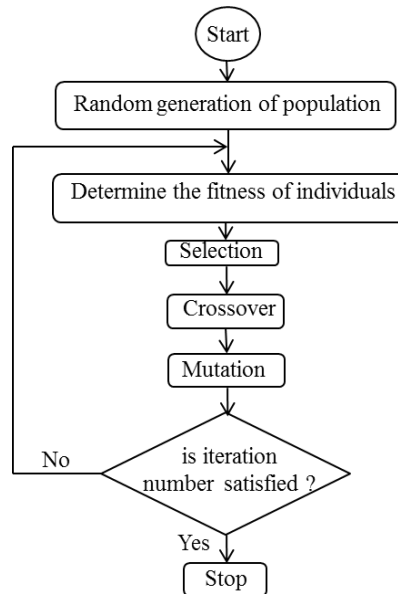 Start
Random generation of population
Determine the fitness of individuals
Selection
Crossover
Mutation
is iteration
number satisfied ?
No
Yes
Stop